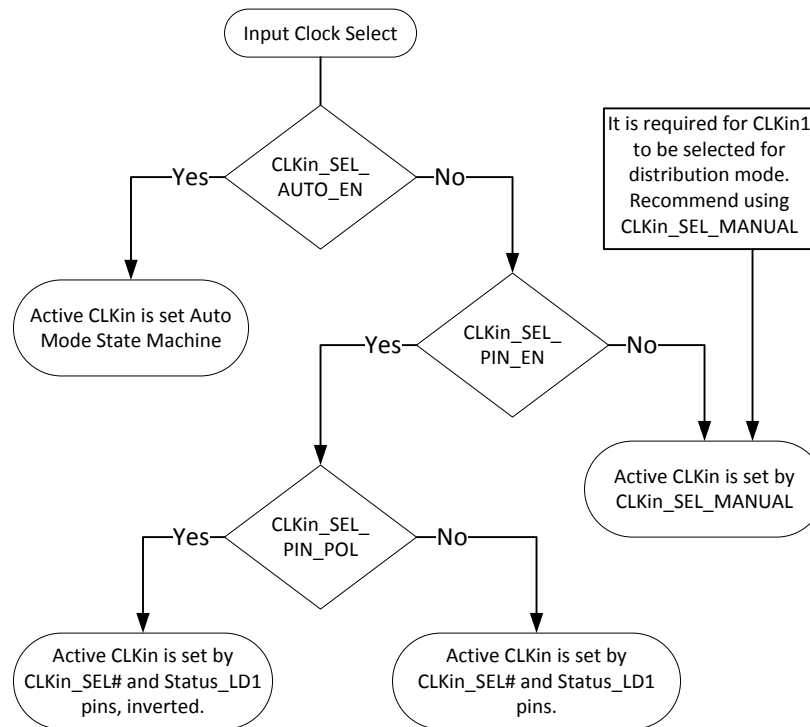 Input Clock Select
It is required for CLKin1
to be selected for
distribution mode.
Recommend using
CLKin_SEL_MANUAL
CLKin_SEL_
AUTO_EN
Yes
No
Active CLKin is set Auto
Mode State Machine
CLKin_SEL_
PIN_EN
Yes
No
Active CLKin is set by
CLKin_SEL_MANUAL
CLKin_SEL_
PIN_POL
Yes
No
Active CLKin is set by
CLKin_SEL# and Status_LD1
pins, inverted.
Active CLKin is set by
CLKin_SEL# and Status_LD1
pins.